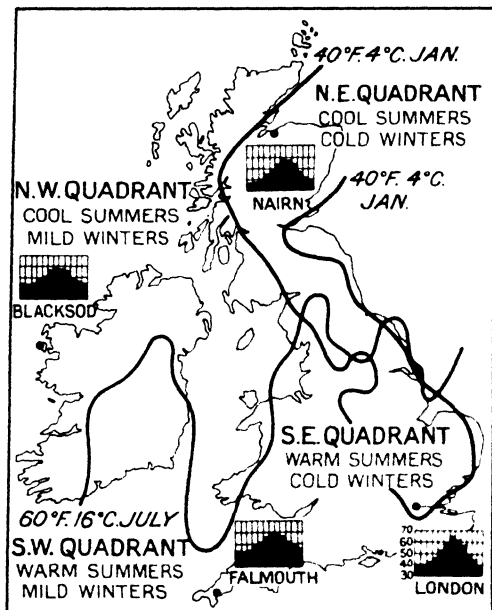 40°F. 4°C. JAN.
N.E. QUADRANT
COOL SUMMERS
COLD WINTERS
NAIRN
40°F. 4°C.
JAN.
N.W. QUADRANT
COOL SUMMERS
MILD WINTERS
BLACKSOD
S.E. QUADRANT
WARM SUMMERS
COLD WINTERS
60°F. 16°C. JULY
S.W. QUADRANT
WARM SUMMERS
MILD WINTERS
FALMOUTH
70
60
50
40
30
LONDON